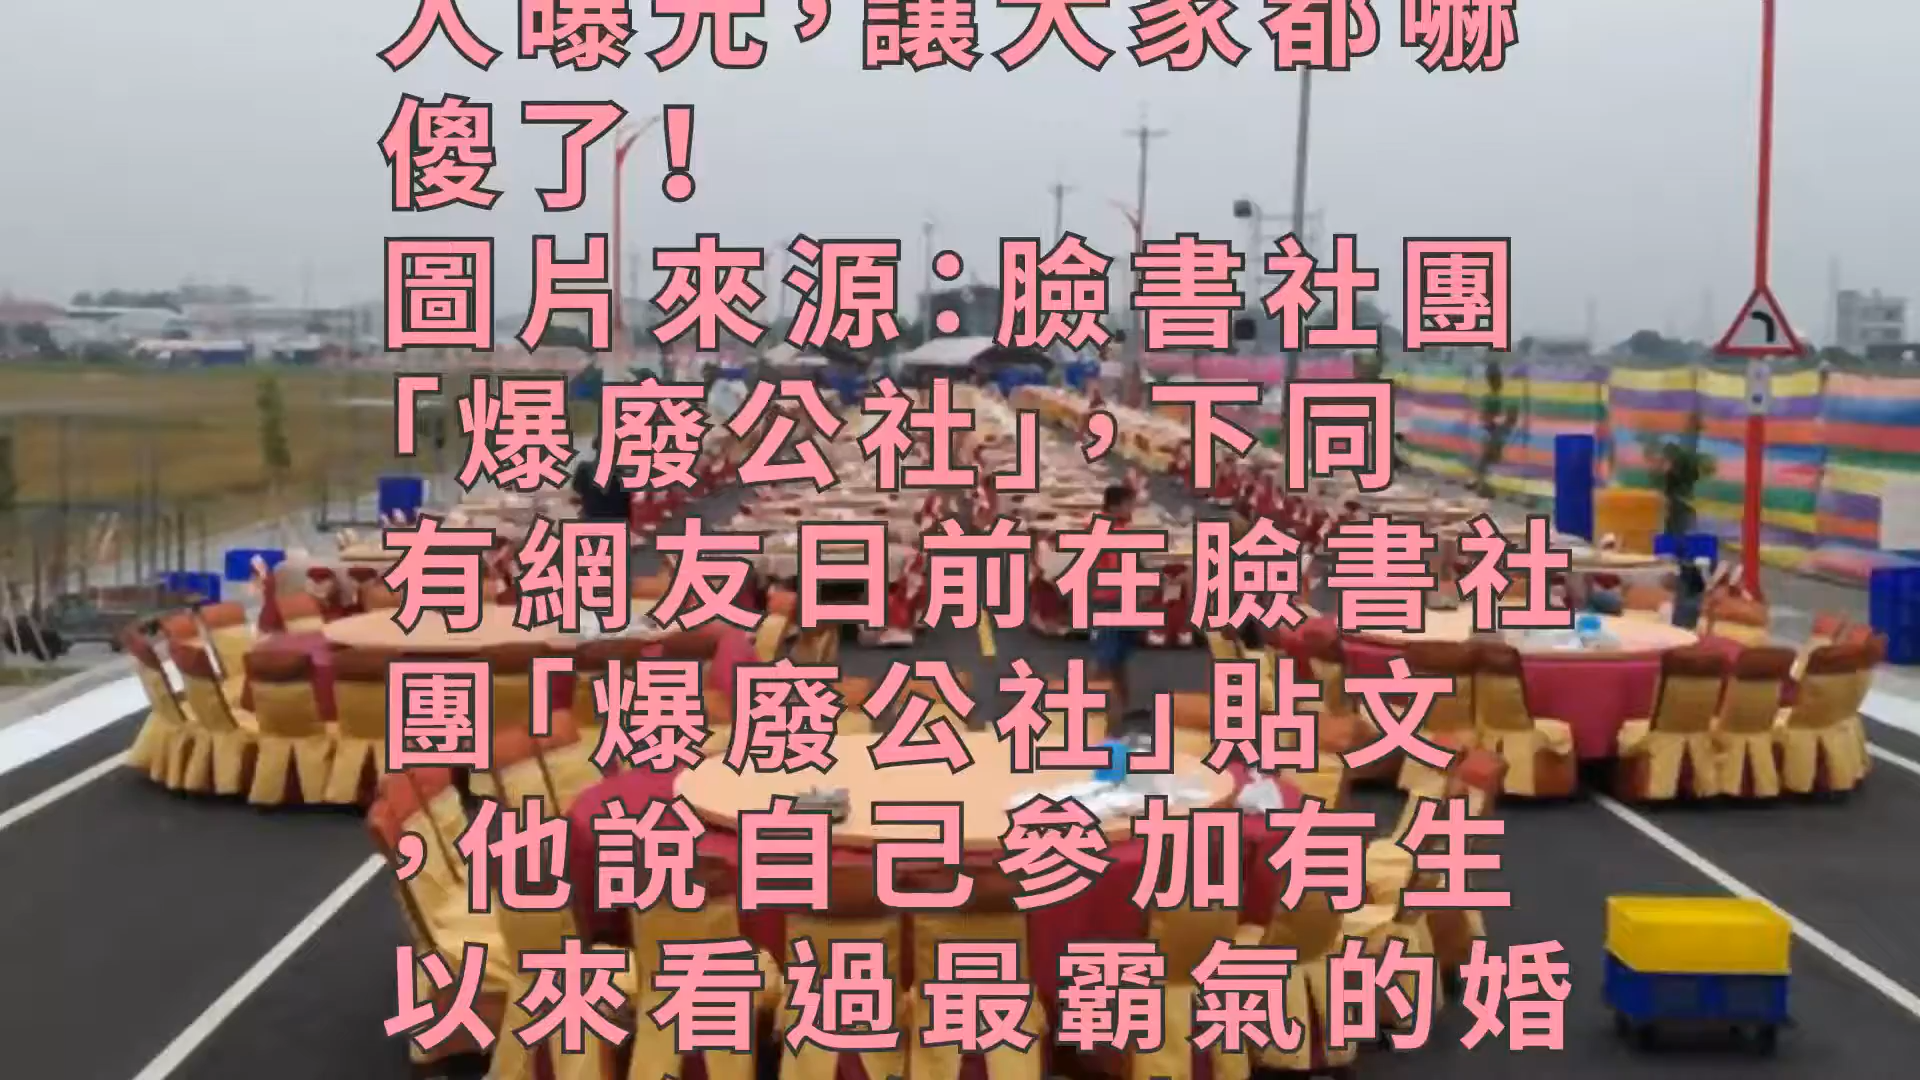 人曝光，讓大家都嚇
傻了！
圖片來源：臉書社團
「爆廢公社」，下同
有網友日前在臉書社
團「爆廢公社」貼文
，他說自己參加有生
以來看過最霸氣的婚